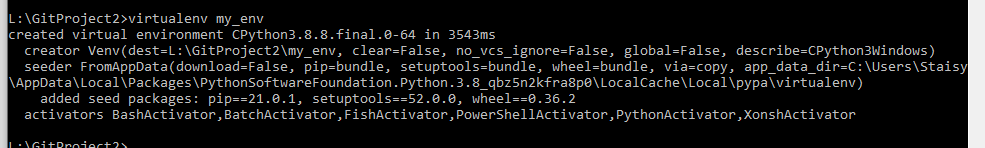 L:\GitProject2>virtualenv my_env
created virtual environment CPython3.8.8.final.0-64 in 3543ms
  creator Venv(dest=L:\GitProject2\my_env, clear=False, no_vcs_ignore=False, global=False, describe=CPython3Windows)
  seeder FromAppData(download=False, pip=bundle, setuptools=bundle, wheel=bundle, via=copy, app_data_dir=C:\Users\Staisy
\AppData\Local\Packages\PythonSoftwareFoundation.Python.3.8_qbz5n2kfra8p0\LocalCache\Local\pypa\virtualenv)
    added seed packages: pip==21.0.1, setuptools==52.0.0, wheel==0.36.2
  activators BashActivator,BatchActivator,FishActivator,PowerShellActivator,PythonActivator,XonshActivator
L:\GitProject2>